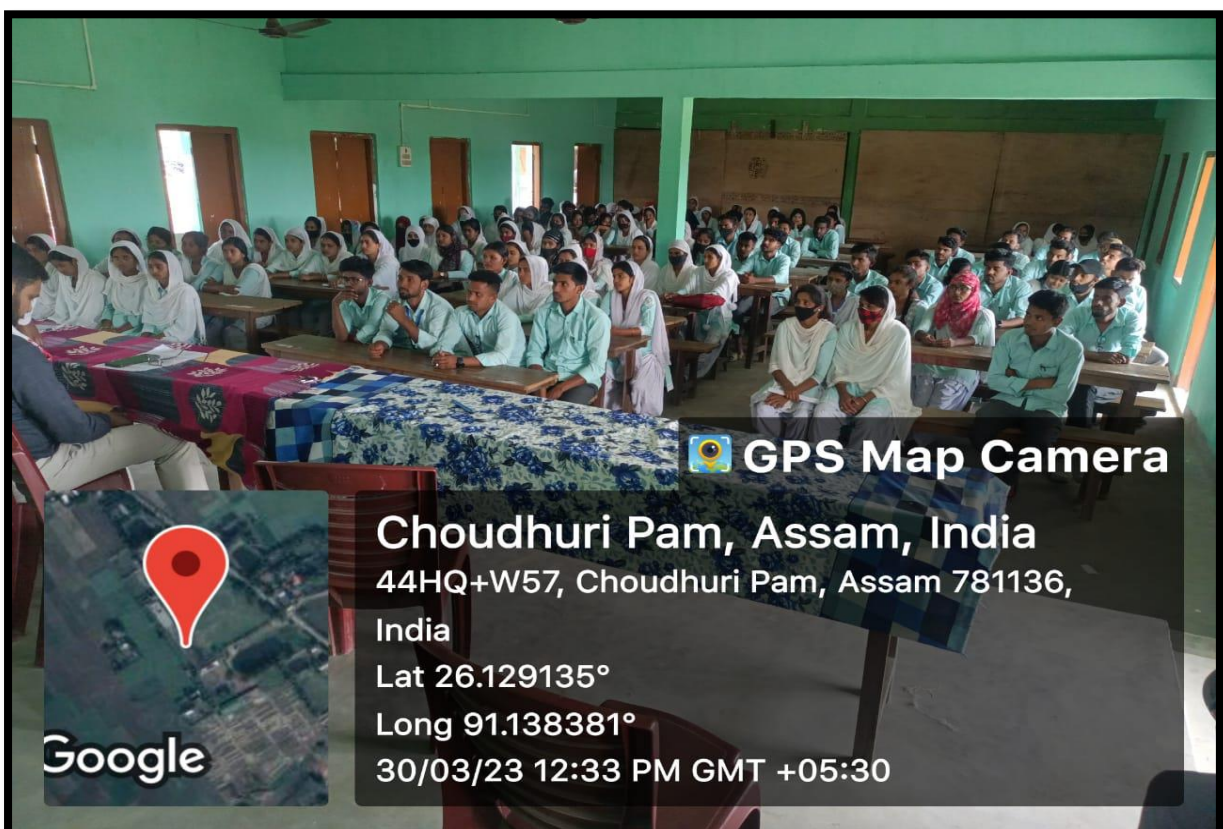 GPS Map Camera
Choudhuri Pam, Assam, India
44HQ+W57, Choudhuri Pam, Assam 781136,
India
Lat 26.129135°
Long 91.138381°
30/03/23 12:33 PM GMT +05:30
Google